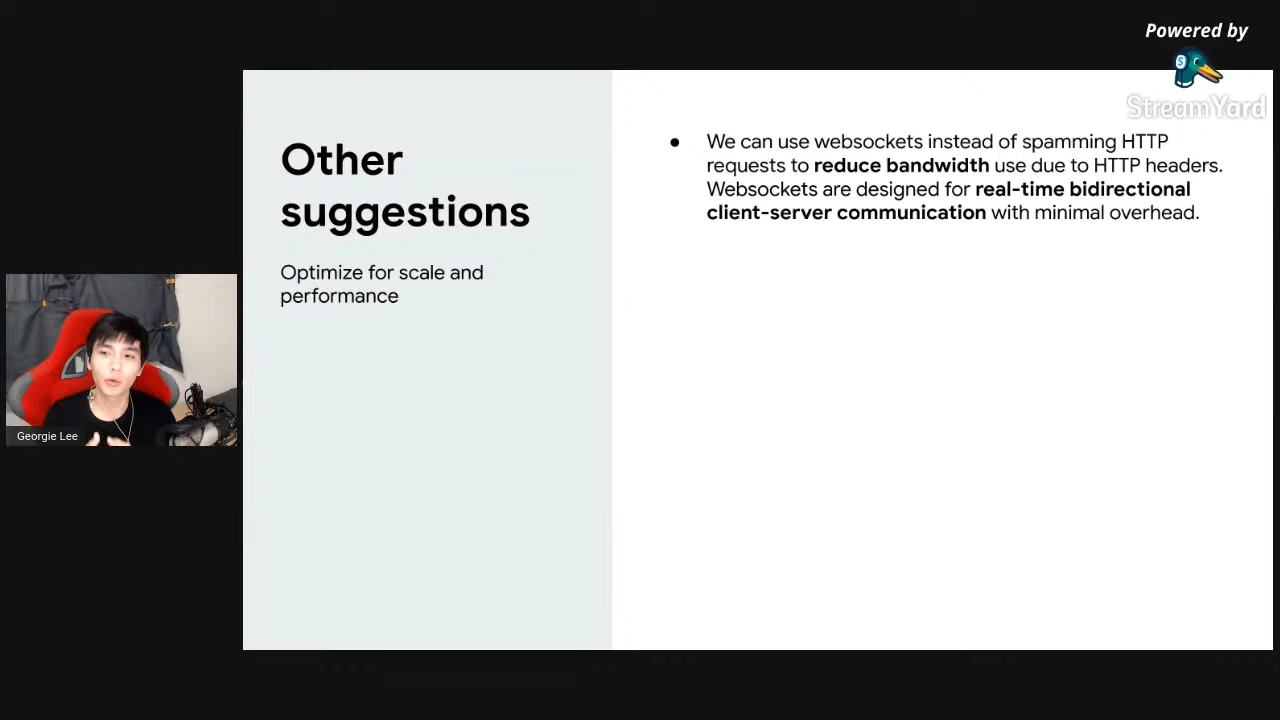 Powered by
StreamYard
Other
suggestions
Optimize for scale and
performance
● We can use websockets instead of spamming HTTP
requests to reduce bandwidth use due to HTTP headers.
Websockets are designed for real-time bidirectional
client-server communication with minimal overhead.
Georgie Lee